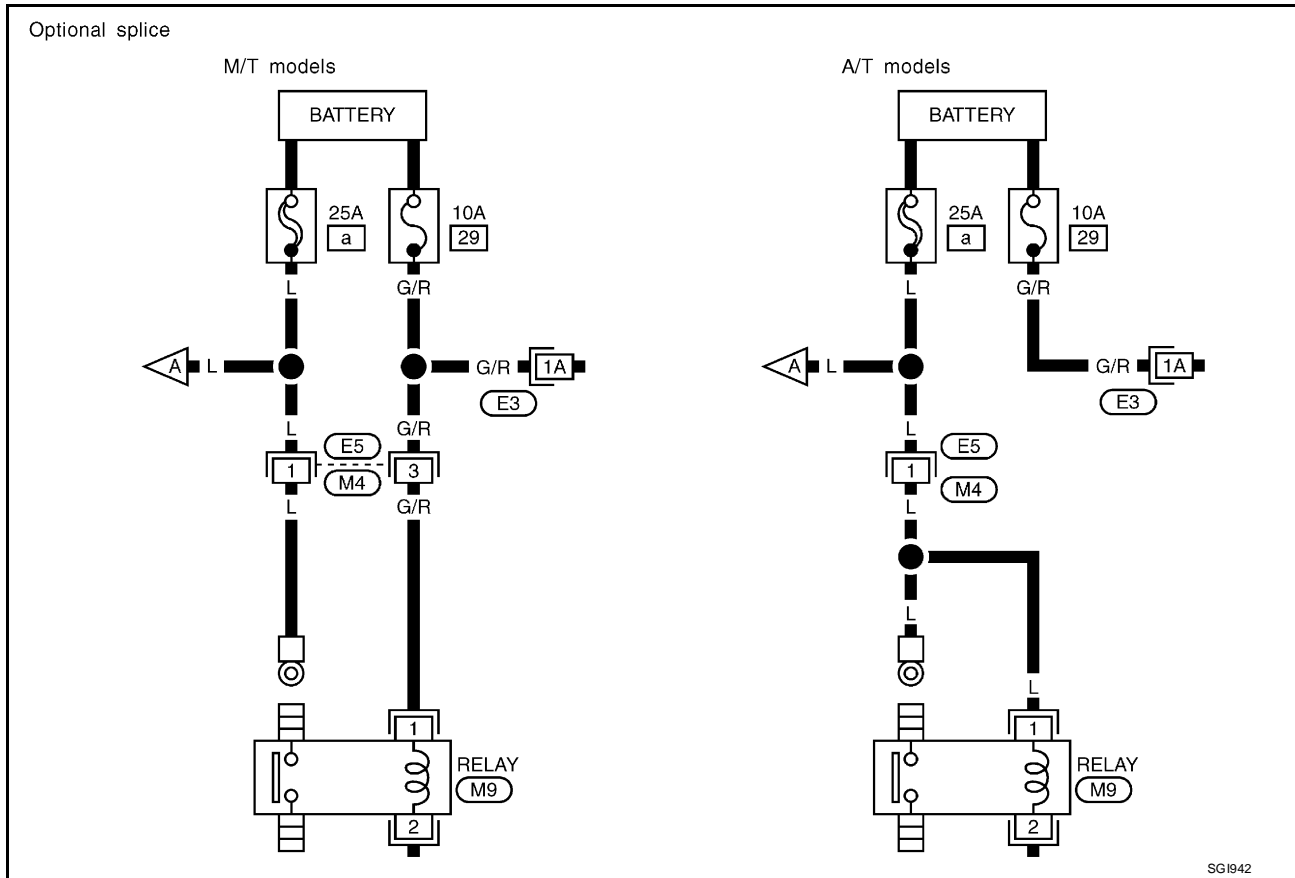 Optional splice
M/T models
A/T models
BATTERY
BATTERY
25A
a
10A
29
25A
a
10A
29
L
G/R
L
G/R
A
L
G/R
1A
A
L
G/R
1A
E3
E3
L
G/R
L
1
E5
M4
3
1
E5
M4
L
G/R
L
L
L
1
1
RELAY
M9
RELAY
M9
2
2
SGI942